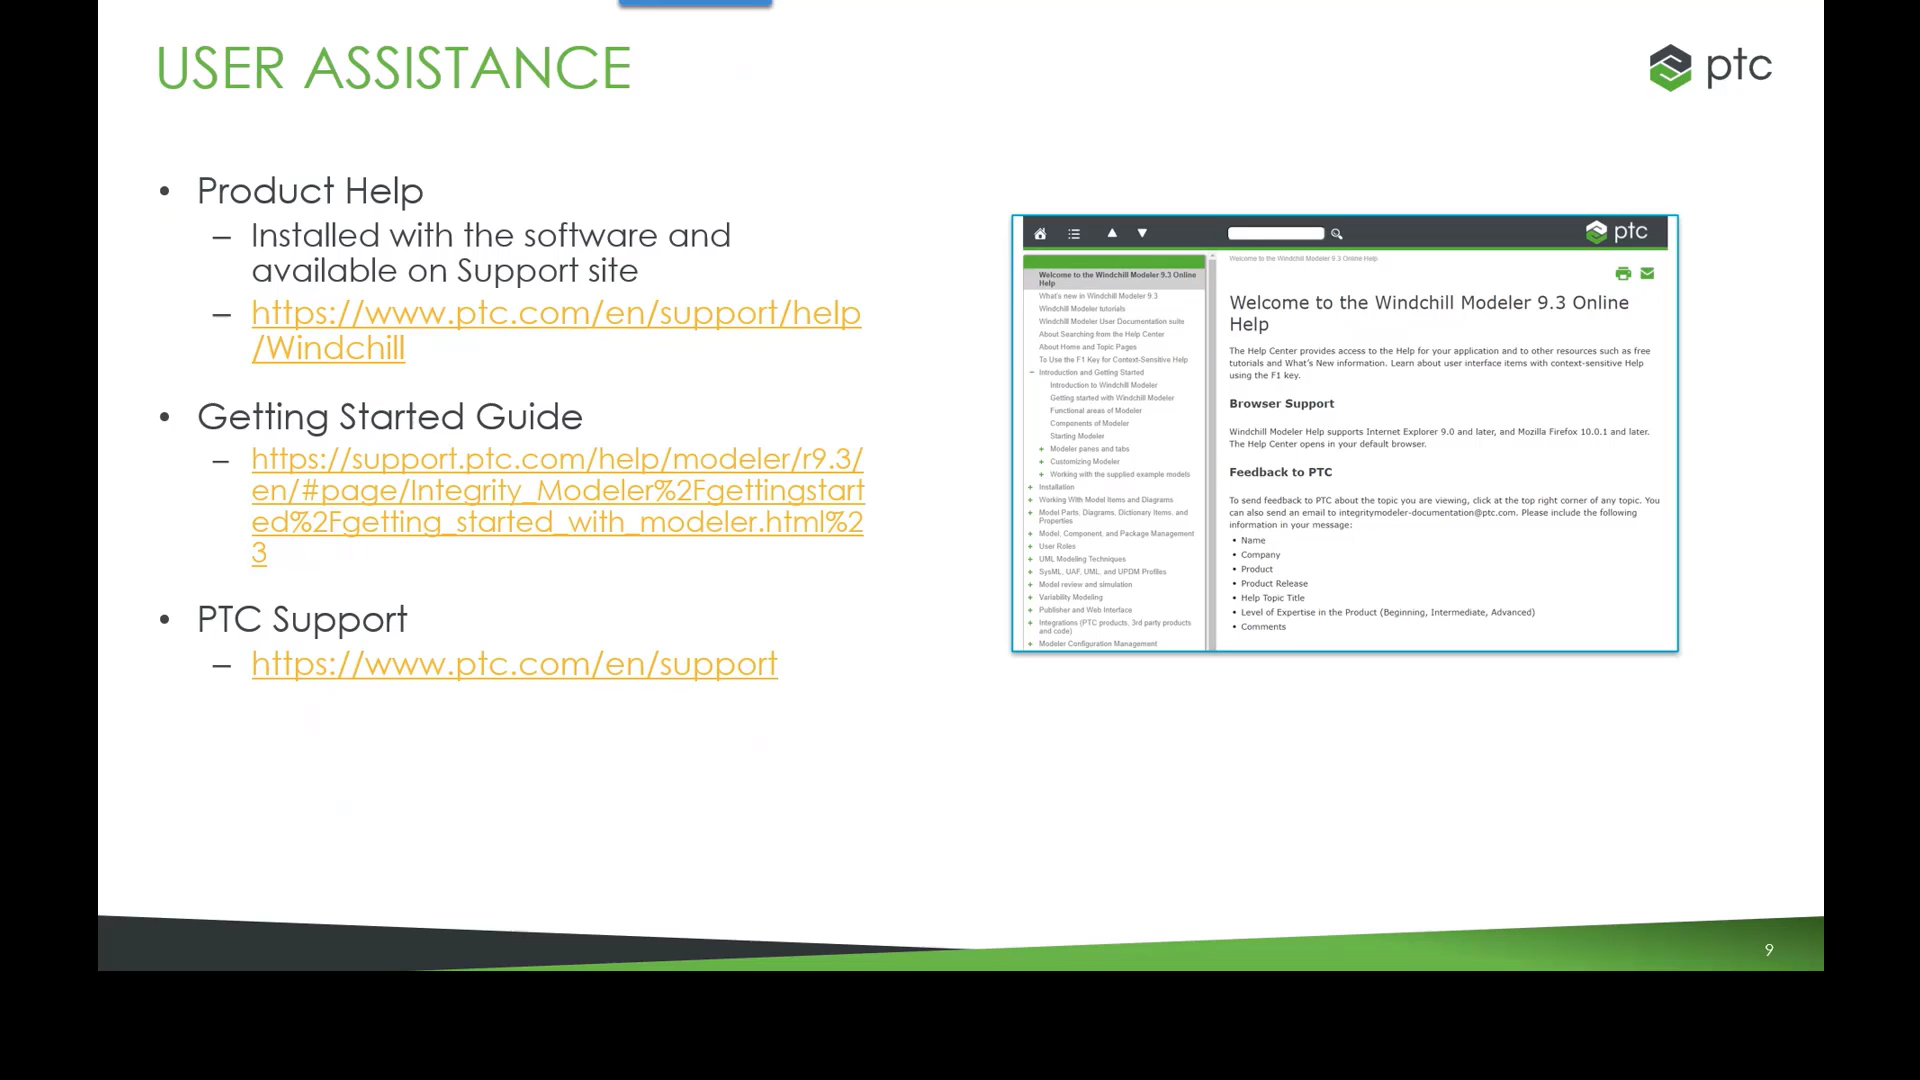 USER ASSISTANCE
ptc
• Product Help
– Installed with the software and
available on Support site
– https://www.ptc.com/en/support/help
/Windchill
• Getting Started Guide
– https://support.ptc.com/help/modeler/r9.3/
en/#page/Integrity_Modeler%2Fgettingstart
ed%2Fgetting_started_with_modeler.html%2
3
• PTC Support
– https://www.ptc.com/en/support
ptc
Welcome to the Windchill Modeler 9.3 Online
Help
What's new in Windchill Modeler 9.3
Windchill Modeler tutorials
Windchill Modeler User Documentation suite
About Searching from the Help Center
About Home and Topic Pages
To Use the F1 Key for Context-Sensitive Help
Introduction and Getting Started
Introduction to Windchill Modeler
Getting started with Windchill Modeler
Functional areas of Modeler
Components of Modeler
Starting Modeler
Modeler panes and tabs
Customizing Modeler
Working with the supplied example models
Installation
Working With Model Items and Diagrams
Model Parts, Diagrams, Dictionary Items, and
Properties
Model, Component, and Package Management
User Roles
UML Modeling Techniques
SysML, UAF, UML, and UPDM Profiles
Model review and simulation
Variability Modeling
Publisher and Web Interface
Integrations (PTC products, 3rd party products
and code)
Modeler Configuration Management
Welcome to the Windchill Modeler 9.3 Online Help
Welcome to the Windchill Modeler 9.3 Online
Help
The Help Center provides access to the Help for your application and to other resources such as free
tutorials and What's New information. Learn about user interface items with context-sensitive Help
using the F1 key.
Browser Support
Windchill Modeler Help supports Internet Explorer 9.0 and later, and Mozilla Firefox 10.0.1 and later.
The Help Center opens in your default browser.
Feedback to PTC
To send feedback to PTC about the topic you are viewing, click at the top right corner of any topic. You
can also send an email to integritymodeler-documentation@ptc.com. Please include the following
information in your message:
• Name
• Company
• Product
• Product Release
• Help Topic Title
• Level of Expertise in the Product (Beginning, Intermediate, Advanced)
• Comments
9